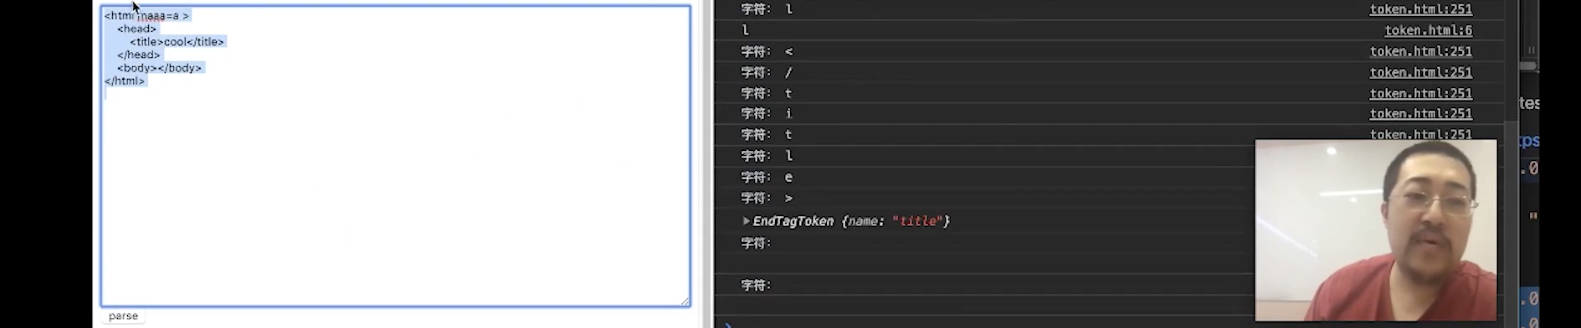 <html maaa=a >
<head>
<title>cool</title>
</head>
<body></body>
</html>
parse
字符: l token.html:251
l token.html:6
字符: < token.html:251
字符: / token.html:251
字符: t token.html:251
字符: i token.html:251
字符: t token.html:251
字符: l
字符: e
字符: >
EndTagToken {name: "title"}
字符:
字符:
tes
.0
"
.0